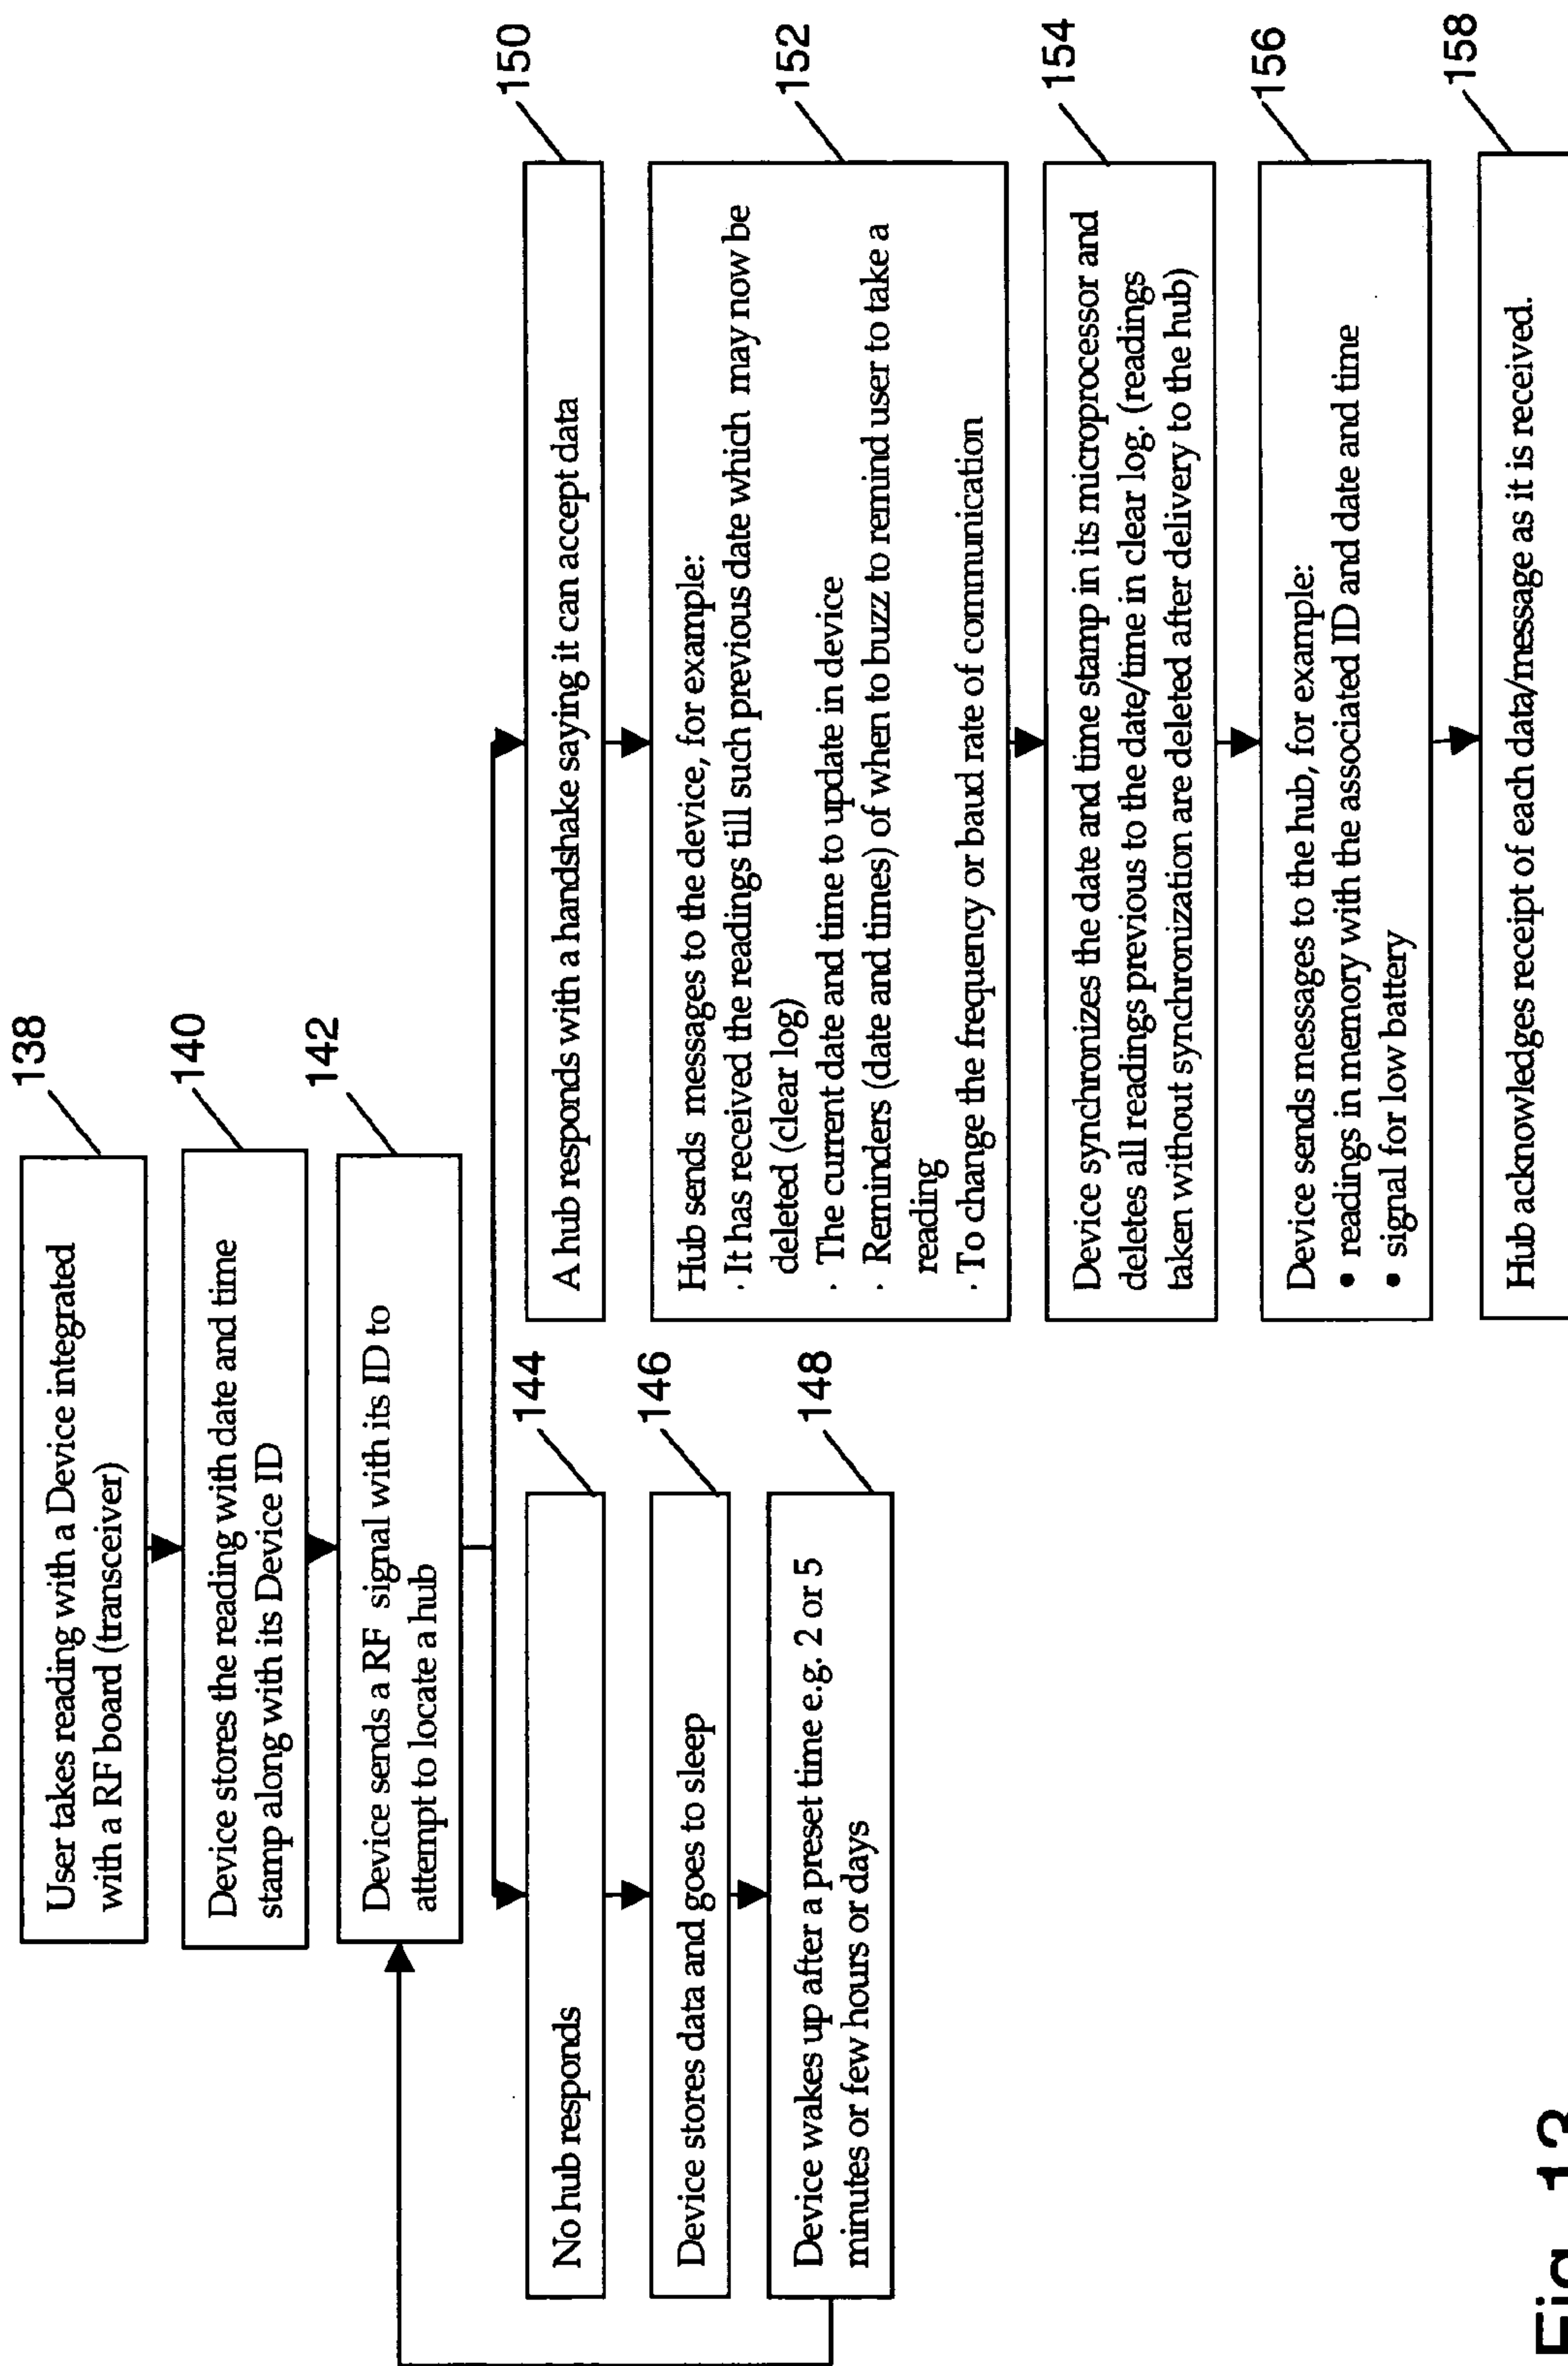 138
User takes reading with a Device integrated
with a RF board (transceiver)
140
Device stores the reading with date and time
stamp along with its Device ID
142
Device sends a RF signal with its ID to
attempt to locate a hub
144
No hub responds
146
Device stores data and goes to sleep
148
Device wakes up after a preset time e.g. 2 or 5
minutes or few hours or days
150
A hub responds with a handshake saying it can accept data
152
Hub sends messages to the device, for example:
· It has received the readings till such previous date which may now be
deleted (clear log)
· The current date and time to update in device
· Reminders (date and times) of when to buzz to remind user to take a
reading
· To change the frequency or baud rate of communication
154
Device synchronizes the date and time stamp in its microprocessor and
deletes all readings previous to the date/time in clear log. (readings
taken without synchronization are deleted after delivery to the hub)
156
Device sends messages to the hub, for example:
• readings in memory with the associated ID and date and time
• signal for low battery
158
Hub acknowledges receipt of each data/message as it is received.
Fig. 13